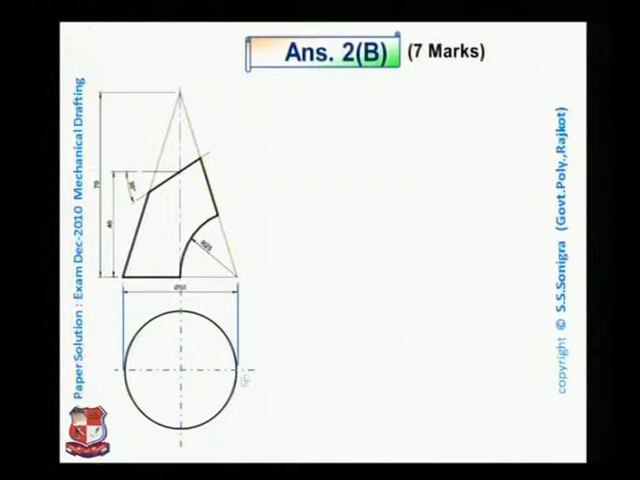 Ans. 2(B)
(7 Marks)
Paper Solution : Exam Dec-2010 Mechanical Drafting
copyright © S.S.Sonigra (Govt.Poly.,Rajkot)
70
40
R25
Ø50